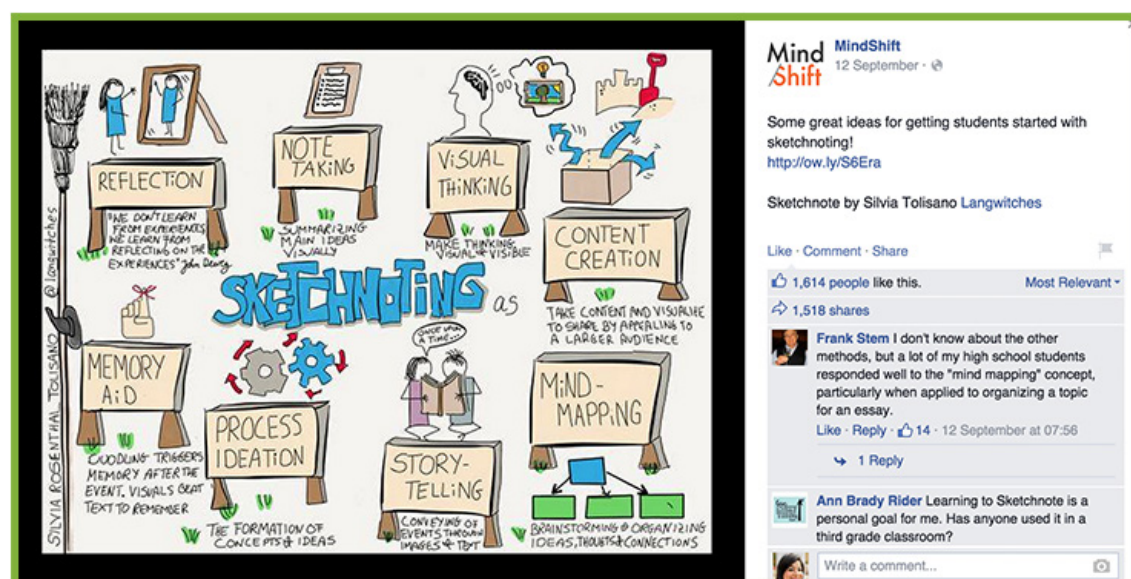 REFLECTION
"WE DON'T LEARN
FROM EXPERIENCES
WE LEARN FROM
REFLECTING ON THE
EXPERIENCES" John Dewey
NOTE
TAKING
SUMMARIZING
MAIN IDEAS
VISUALLY
VISUAL
THINKING
MAKE THINKING
VISUAL & VISIBLE
CONTENT
CREATION
TAKE CONTENT AND VISUALIZE
TO SHARE BY APPEALING TO
A LARGER AUDIENCE
SKETCHNOTING as
MEMORY
AID
DOODLING TRIGGERS
MEMORY AFTER THE
EVENT. VISUALS BEAT
TEXT TO REMEMBER
PROCESS
IDEATION
THE FORMATION OF
CONCEPTS & IDEAS
ONCE UPON
A TIME...
STORY-
TELLING
CONVEYING OF
EVENTS THROUGH
IMAGES & TEXT
MIND-
MAPPING
BRAINSTORMING & ORGANIZING
IDEAS, THOUGHTS & CONNECTIONS
SILVIA ROSENTHAL TOLISANO @langwitches
Mind
Shift
MindShift
12 September ·
Some great ideas for getting students started with
sketchnoting!
http://ow.ly/S6Era
Sketchnote by Silvia Tolisano Langwitches
Like · Comment · Share
1,614 people like this.
Most Relevant
1,518 shares
Frank Stem I don't know about the other
methods, but a lot of my high school students
responded well to the "mind mapping" concept,
particularly when applied to organizing a topic
for an essay.
Like · Reply · 14 · 12 September at 07:56
1 Reply
Ann Brady Rider Learning to Sketchnote is a
personal goal for me. Has anyone used it in a
third grade classroom?
Write a comment...